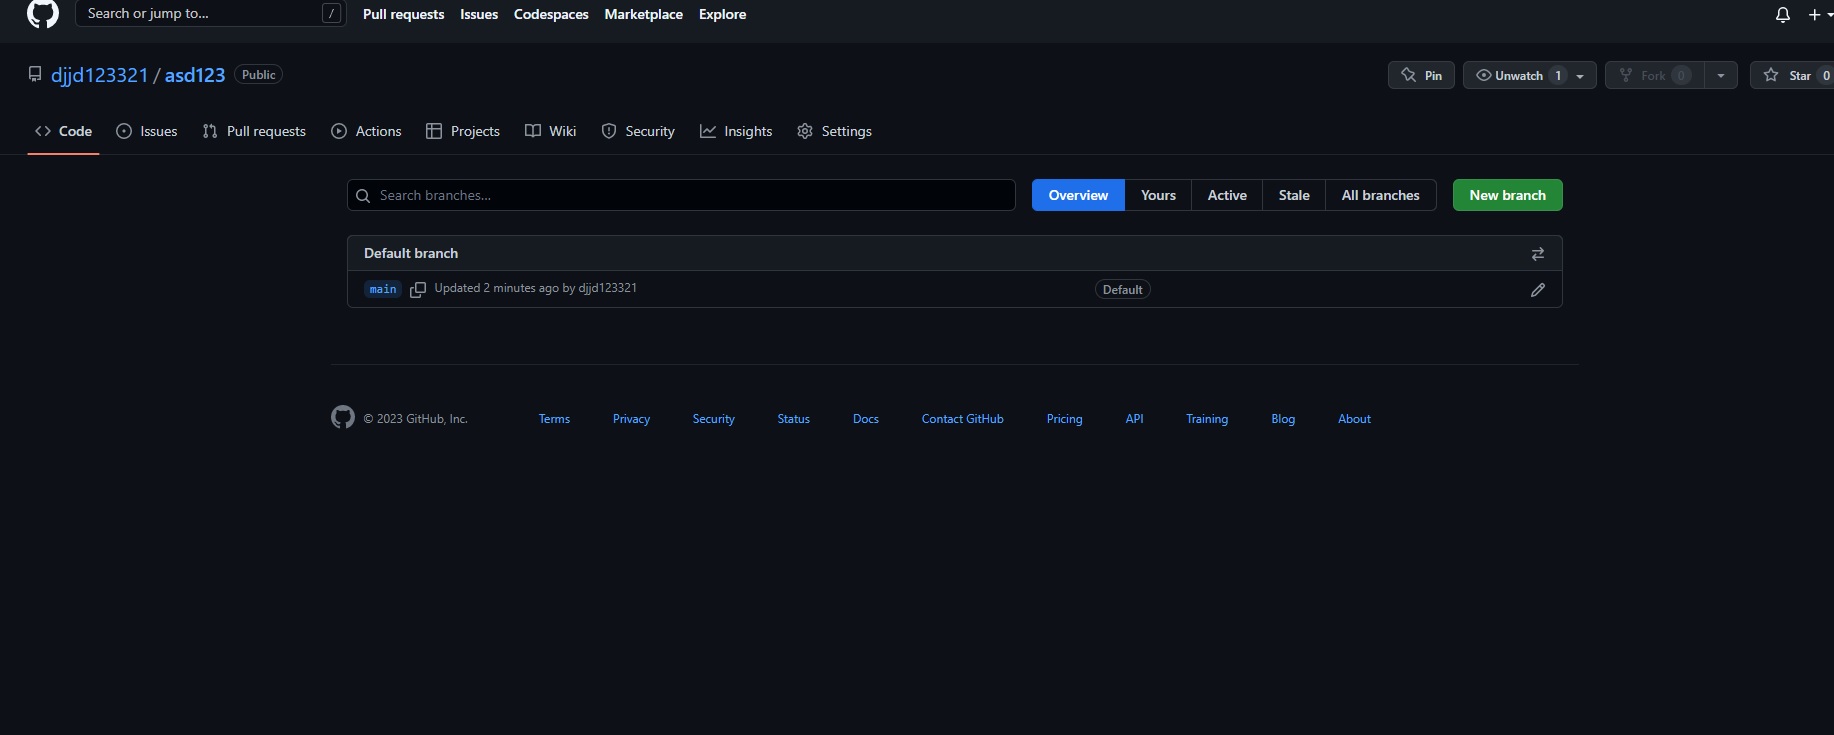 Search or jump to... / Pull requests Issues Codespaces Marketplace Explore
djjd123321 / asd123 Public Pin Unwatch 1 Fork 0 Star 0
Code Issues Pull requests Actions Projects Wiki Security Insights Settings
Search branches... Overview Yours Active Stale All branches New branch
Default branch
main Updated 2 minutes ago by djjd123321 Default
© 2023 GitHub, Inc. Terms Privacy Security Status Docs Contact GitHub Pricing API Training Blog About